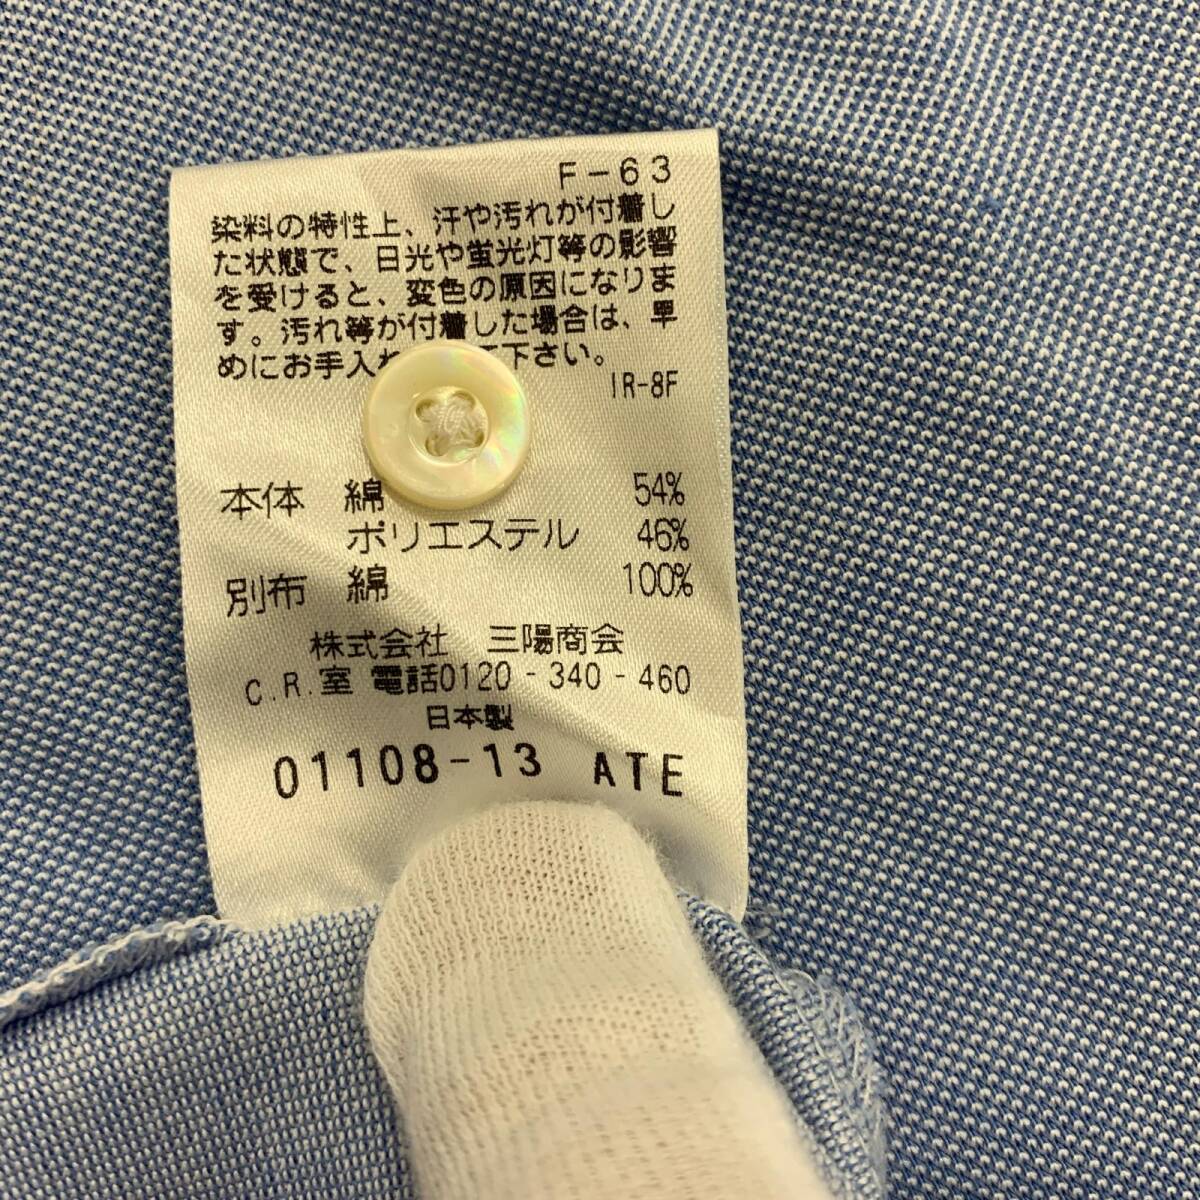 F-63
染料の特性上、汗や汚れが付着し
た状態で、日光や蛍光灯等の影響
を受けると、変色の原因になりま
す。汚れ等が付着した場合は、早
めにお手入れ て下さい。
IR-8F
本体 綿 54%
ポリエステル 46%
別布 綿 100%
株式会社 三陽商会
C.R.室 電話0120-340-460
日本製
01108-13 ATE